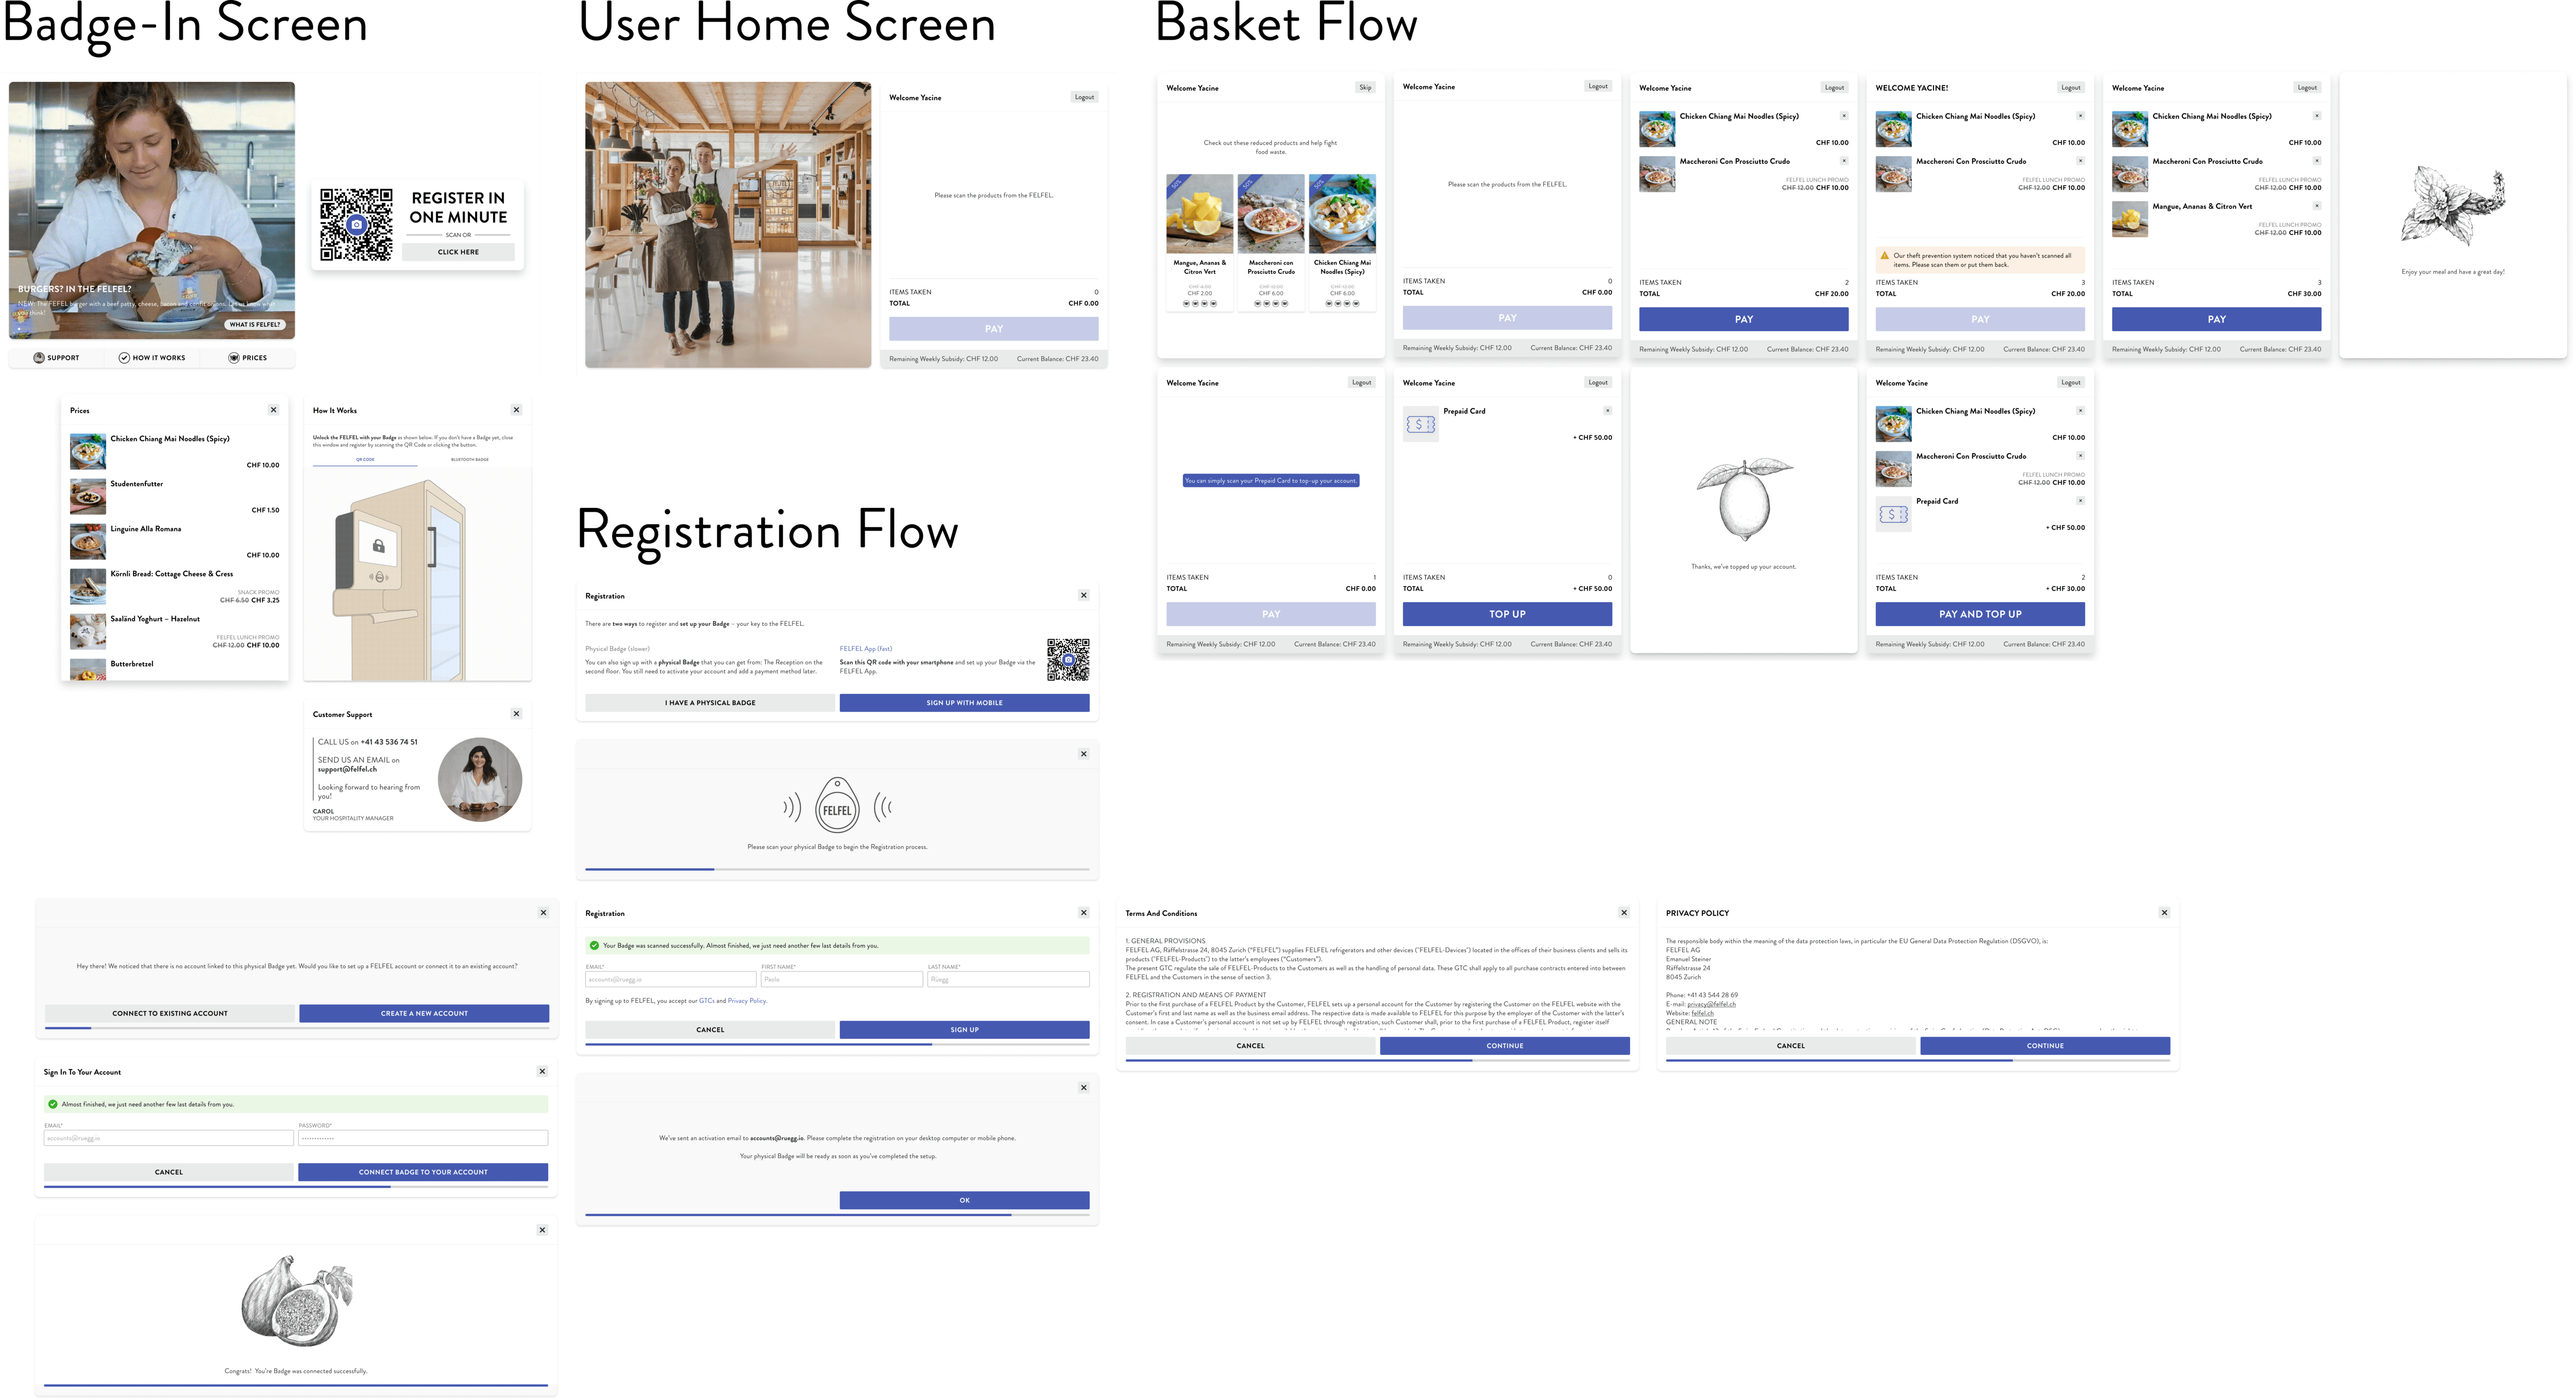 Badge-In Screen
BURGERS? IN THE FELFEL?
WHAT IS FELFEL?
SUPPORT
HOW IT WORKS
PRICES
REGISTER IN
ONE MINUTE
SCAN OR
CLICK HERE
Prices
Chicken Chiang Mai Noodles (Spicy)
CHF 10.00
Studentenfutter
CHF 1.50
Linguine Alla Romana
CHF 10.00
Körnli Bread: Cottage Cheese & Cress
SNACK PROMO
CHF 6.50 CHF 3.25
Saaländ Yoghurt – Hazelnut
FELFEL LUNCH PROMO
CHF 12.00 CHF 10.00
Butterbretzel
How It Works
Unlock the FELFEL with your Badge as shown below. If you don't have a Badge yet, close
this window and register by scanning the QR Code or clicking the button.
QR CODE
BLUETOOTH BADGE
Customer Support
CALL US on +41 43 536 74 51
SEND US AN EMAIL on
support@felfel.ch
Looking forward to hearing from
you!
CAROL
YOUR HOSPITALITY MANAGER
Hey there! We noticed that there is no account linked to this physical Badge yet. Would you like to set up a FELFEL account or connect it to an existing account?
CONNECT TO EXISTING ACCOUNT
CREATE A NEW ACCOUNT
Sign In To Your Account
Almost finished, we just need another few last details from you.
EMAIL*
accounts@ruegg.io
PASSWORD*
CANCEL
CONNECT BADGE TO YOUR ACCOUNT
Congrats! You're Badge was connected successfully.
User Home Screen
Welcome Yacine
Logout
Please scan the products from the FELFEL.
ITEMS TAKEN 0
TOTAL CHF 0.00
PAY
Remaining Weekly Subsidy: CHF 12.00 Current Balance: CHF 23.40
Registration Flow
Registration
There are two ways to register and set up your Badge – your key to the FELFEL.
Physical Badge (slower)
You can also sign up with a physical Badge that you can get from: The Reception on the
second floor. You still need to activate your account and add a payment method later.
FELFEL App (fast)
Scan this QR code with your smartphone and set up your Badge via the
FELFEL App.
I HAVE A PHYSICAL BADGE
SIGN UP WITH MOBILE
FELFEL
Please scan your physical Badge to begin the Registration process.
Registration
Your Badge was scanned successfully. Almost finished, we just need another few last details from you.
EMAIL*
accounts@ruegg.io
FIRST NAME*
Paulo
LAST NAME*
Rüegg
By signing up to FELFEL, you accept our GTCs and Privacy Policy.
CANCEL
SIGN UP
We've sent an activation email to accounts@ruegg.io. Please complete the registration on your desktop computer or mobile phone.
Your physical Badge will be ready as soon as you've completed the setup.
OK
Terms And Conditions
1. GENERAL PROVISIONS
FELFEL AG, Räffelstrasse 24, 8045 Zurich ("FELFEL") supplies FELFEL refrigerators and other devices ("FELFEL-Devices") located in the offices of their business clients and sells its
products ("FELFEL-Products") to the latter's employees ("Customers").
The present GTC regulate the sale of FELFEL-Products to the Customers as well as the handling of personal data. These GTC shall apply to all purchase contracts entered into between
FELFEL and the Customers in the sense of section 3.
2. REGISTRATION AND MEANS OF PAYMENT
Prior to the first purchase of a FELFEL Product by the Customer, FELFEL sets up a personal account for the Customer by registering the Customer on the FELFEL website with the
Customer's first and last name as well as the business email address. The respective data is made available to FELFEL for this purpose by the employer of the Customer with the latter's
consent. In case a Customer's personal account is not set up by FELFEL through registration, such Customer shall, prior to the first purchase of a FELFEL Product, register itself
CANCEL
CONTINUE
PRIVACY POLICY
The responsible body within the meaning of the data protection laws, in particular the EU General Data Protection Regulation (DSGVO), is:
FELFEL AG
Emanuel Steiner
Räffelstrasse 24
8045 Zurich
Phone: +41 43 544 28 69
E-mail: privacy@felfel.ch
Website: felfel.ch
GENERAL NOTE
CANCEL
CONTINUE
Basket Flow
Welcome Yacine
Skip
Check out these reduced products and help fight
food waste.
50%
50%
50%
Mangue, Ananas &
Citron Vert
CHF 4.00
CHF 2.00
Maccheroni con
Prosciutto Crudo
CHF 12.00
CHF 6.00
Chicken Chiang Mai
Noodles (Spicy)
CHF 12.00
CHF 6.00
Welcome Yacine
Logout
Please scan the products from the FELFEL.
ITEMS TAKEN 0
TOTAL CHF 0.00
PAY
Remaining Weekly Subsidy: CHF 12.00 Current Balance: CHF 23.40
Welcome Yacine
Logout
Chicken Chiang Mai Noodles (Spicy)
CHF 10.00
Maccheroni Con Prosciutto Crudo
FELFEL LUNCH PROMO
CHF 12.00 CHF 10.00
ITEMS TAKEN 2
TOTAL CHF 20.00
PAY
Remaining Weekly Subsidy: CHF 12.00 Current Balance: CHF 23.40
WELCOME YACINE!
Logout
Chicken Chiang Mai Noodles (Spicy)
CHF 10.00
Maccheroni Con Prosciutto Crudo
FELFEL LUNCH PROMO
CHF 12.00 CHF 10.00
Our theft prevention system noticed that you haven't scanned all
items. Please scan them or put them back.
ITEMS TAKEN 3
TOTAL CHF 20.00
PAY
Remaining Weekly Subsidy: CHF 12.00 Current Balance: CHF 23.40
Welcome Yacine
Logout
Chicken Chiang Mai Noodles (Spicy)
CHF 10.00
Maccheroni Con Prosciutto Crudo
FELFEL LUNCH PROMO
CHF 12.00 CHF 10.00
Mangue, Ananas & Citron Vert
FELFEL LUNCH PROMO
CHF 12.00 CHF 10.00
ITEMS TAKEN 3
TOTAL CHF 30.00
PAY
Remaining Weekly Subsidy: CHF 12.00 Current Balance: CHF 23.40
Enjoy your meal and have a great day!
Welcome Yacine
Logout
You can simply scan your Prepaid Card to top-up your account.
ITEMS TAKEN 1
TOTAL CHF 0.00
PAY
Remaining Weekly Subsidy: CHF 12.00 Current Balance: CHF 23.40
Welcome Yacine
Logout
Prepaid Card
+ CHF 50.00
ITEMS TAKEN 0
TOTAL + CHF 50.00
TOP UP
Remaining Weekly Subsidy: CHF 12.00 Current Balance: CHF 23.40
Thanks, we've topped up your account.
Welcome Yacine
Logout
Chicken Chiang Mai Noodles (Spicy)
CHF 10.00
Maccheroni Con Prosciutto Crudo
FELFEL LUNCH PROMO
CHF 12.00 CHF 10.00
Prepaid Card
+ CHF 50.00
ITEMS TAKEN 2
TOTAL + CHF 30.00
PAY AND TOP UP
Remaining Weekly Subsidy: CHF 12.00 Current Balance: CHF 23.40